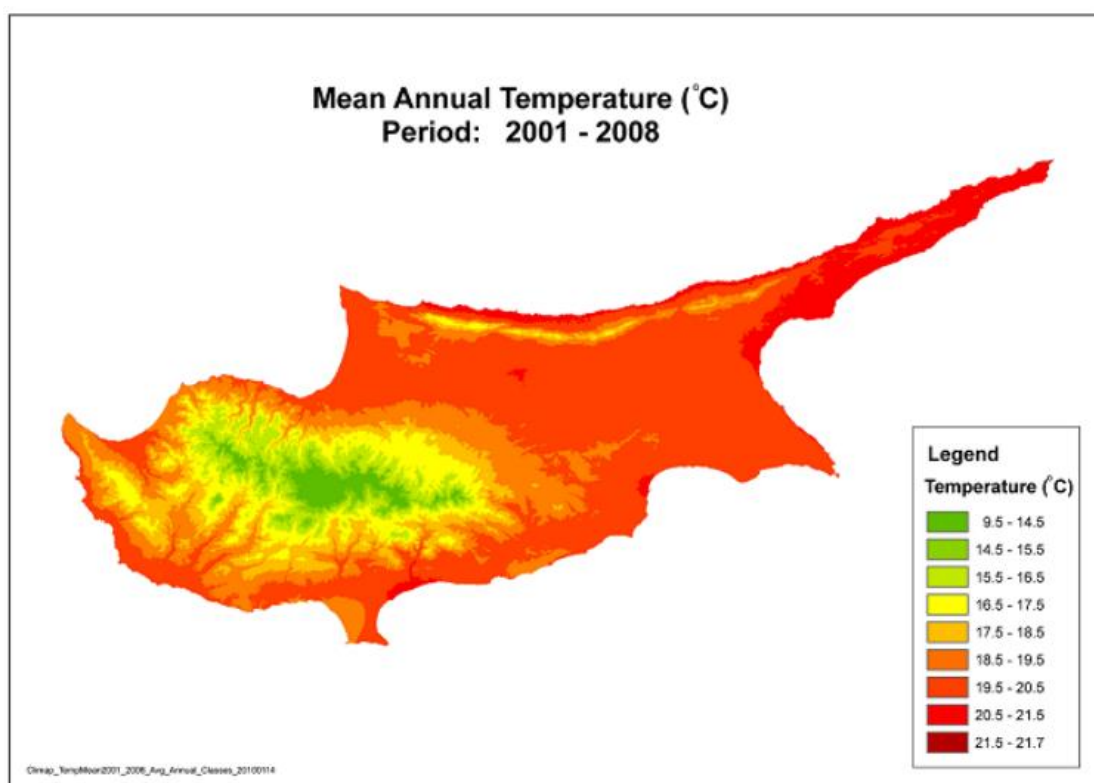 Mean Annual Temperature (°C)
Period: 2001 - 2008
Legend
Temperature (°C)
9.5 - 14.5
14.5 - 15.5
15.5 - 16.5
16.5 - 17.5
17.5 - 18.5
18.5 - 19.5
19.5 - 20.5
20.5 - 21.5
21.5 - 21.7
Climap_TempMean2001_2008_Avg_Annual_Classes_20100114